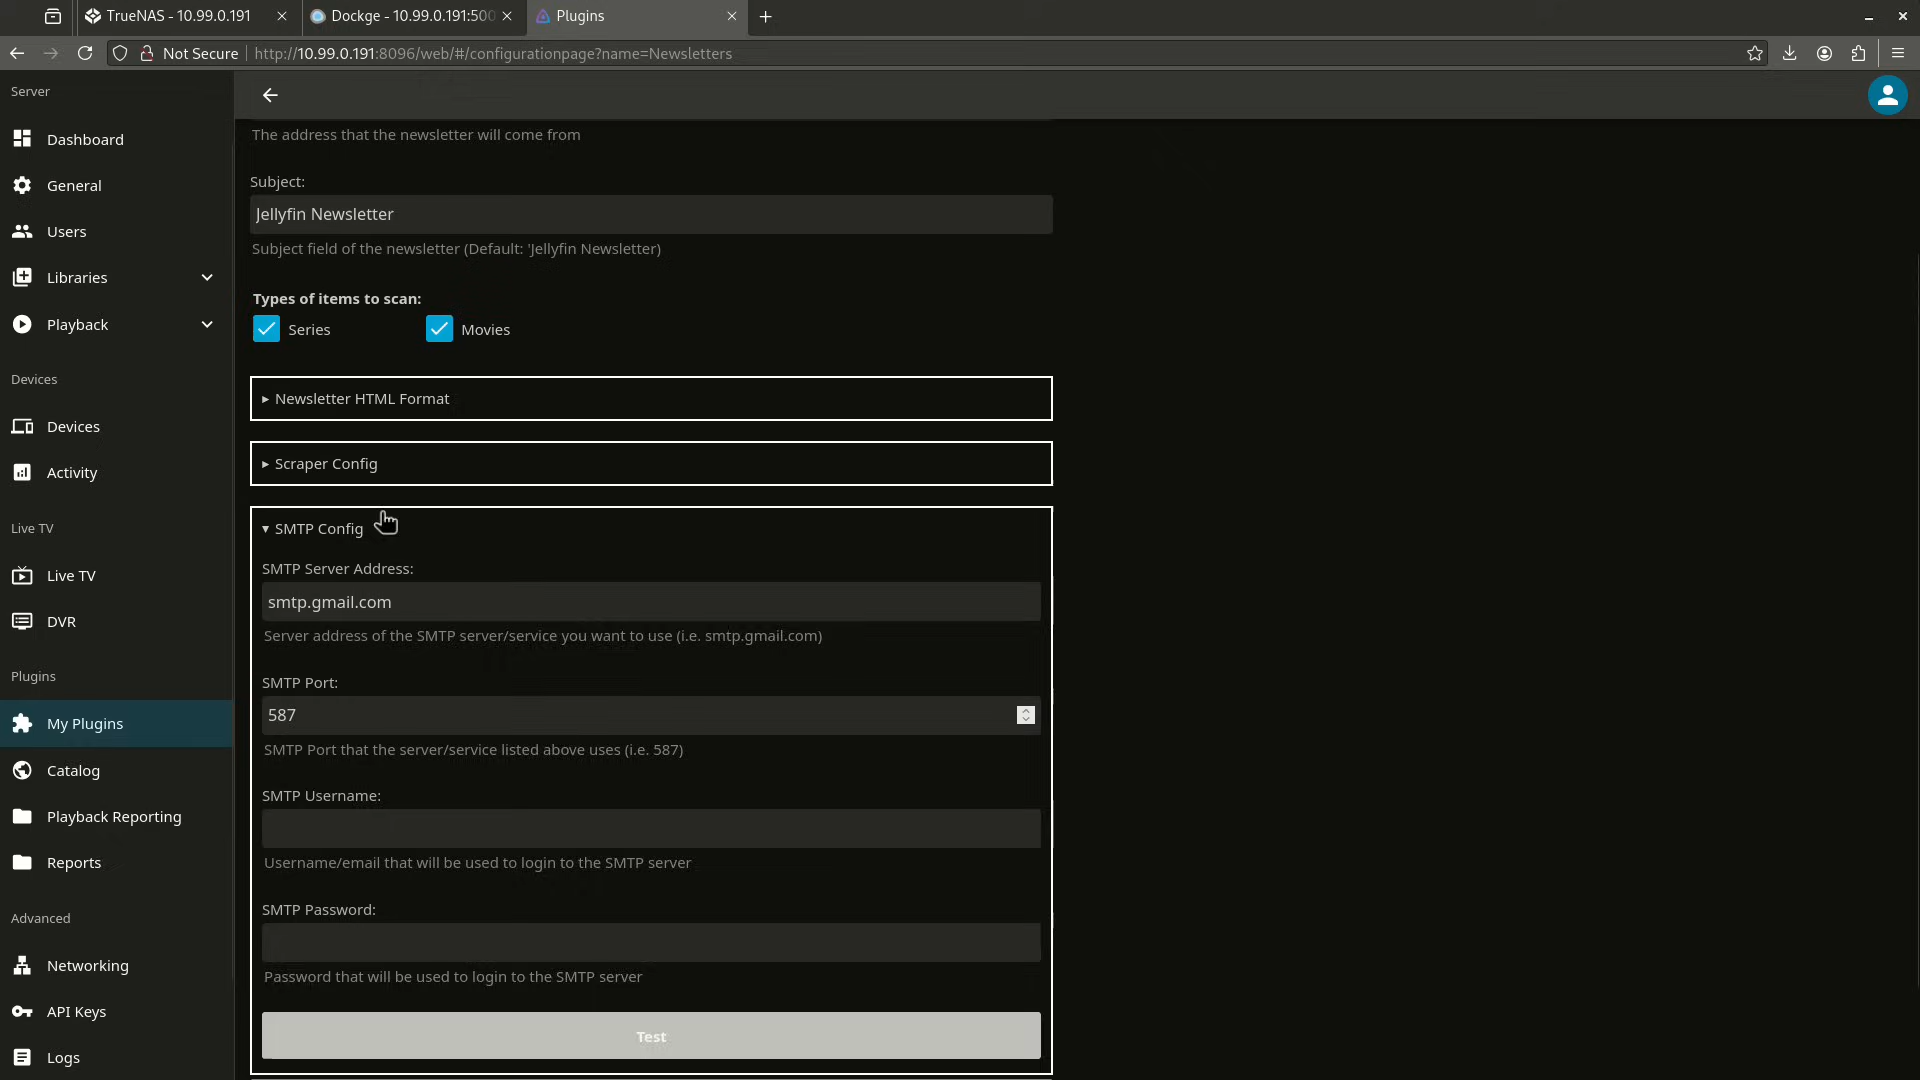 TrueNAS - 10.99.0.191
Dockge - 10.99.0.191:500
Plugins
Not Secure
http://10.99.0.191:8096/web/#/configurationpage?name=Newsletters
Server
Dashboard
General
Users
Libraries
Playback
Devices
Devices
Activity
Live TV
Live TV
DVR
Plugins
My Plugins
Catalog
Playback Reporting
Reports
Advanced
Networking
API Keys
Logs
The address that the newsletter will come from
Subject:
Jellyfin Newsletter
Subject field of the newsletter (Default: 'Jellyfin Newsletter)
Types of items to scan:
Series
Movies
Newsletter HTML Format
Scraper Config
SMTP Config
SMTP Server Address:
smtp.gmail.com
Server address of the SMTP server/service you want to use (i.e. smtp.gmail.com)
SMTP Port:
587
SMTP Port that the server/service listed above uses (i.e. 587)
SMTP Username:
Username/email that will be used to login to the SMTP server
SMTP Password:
Password that will be used to login to the SMTP server
Test